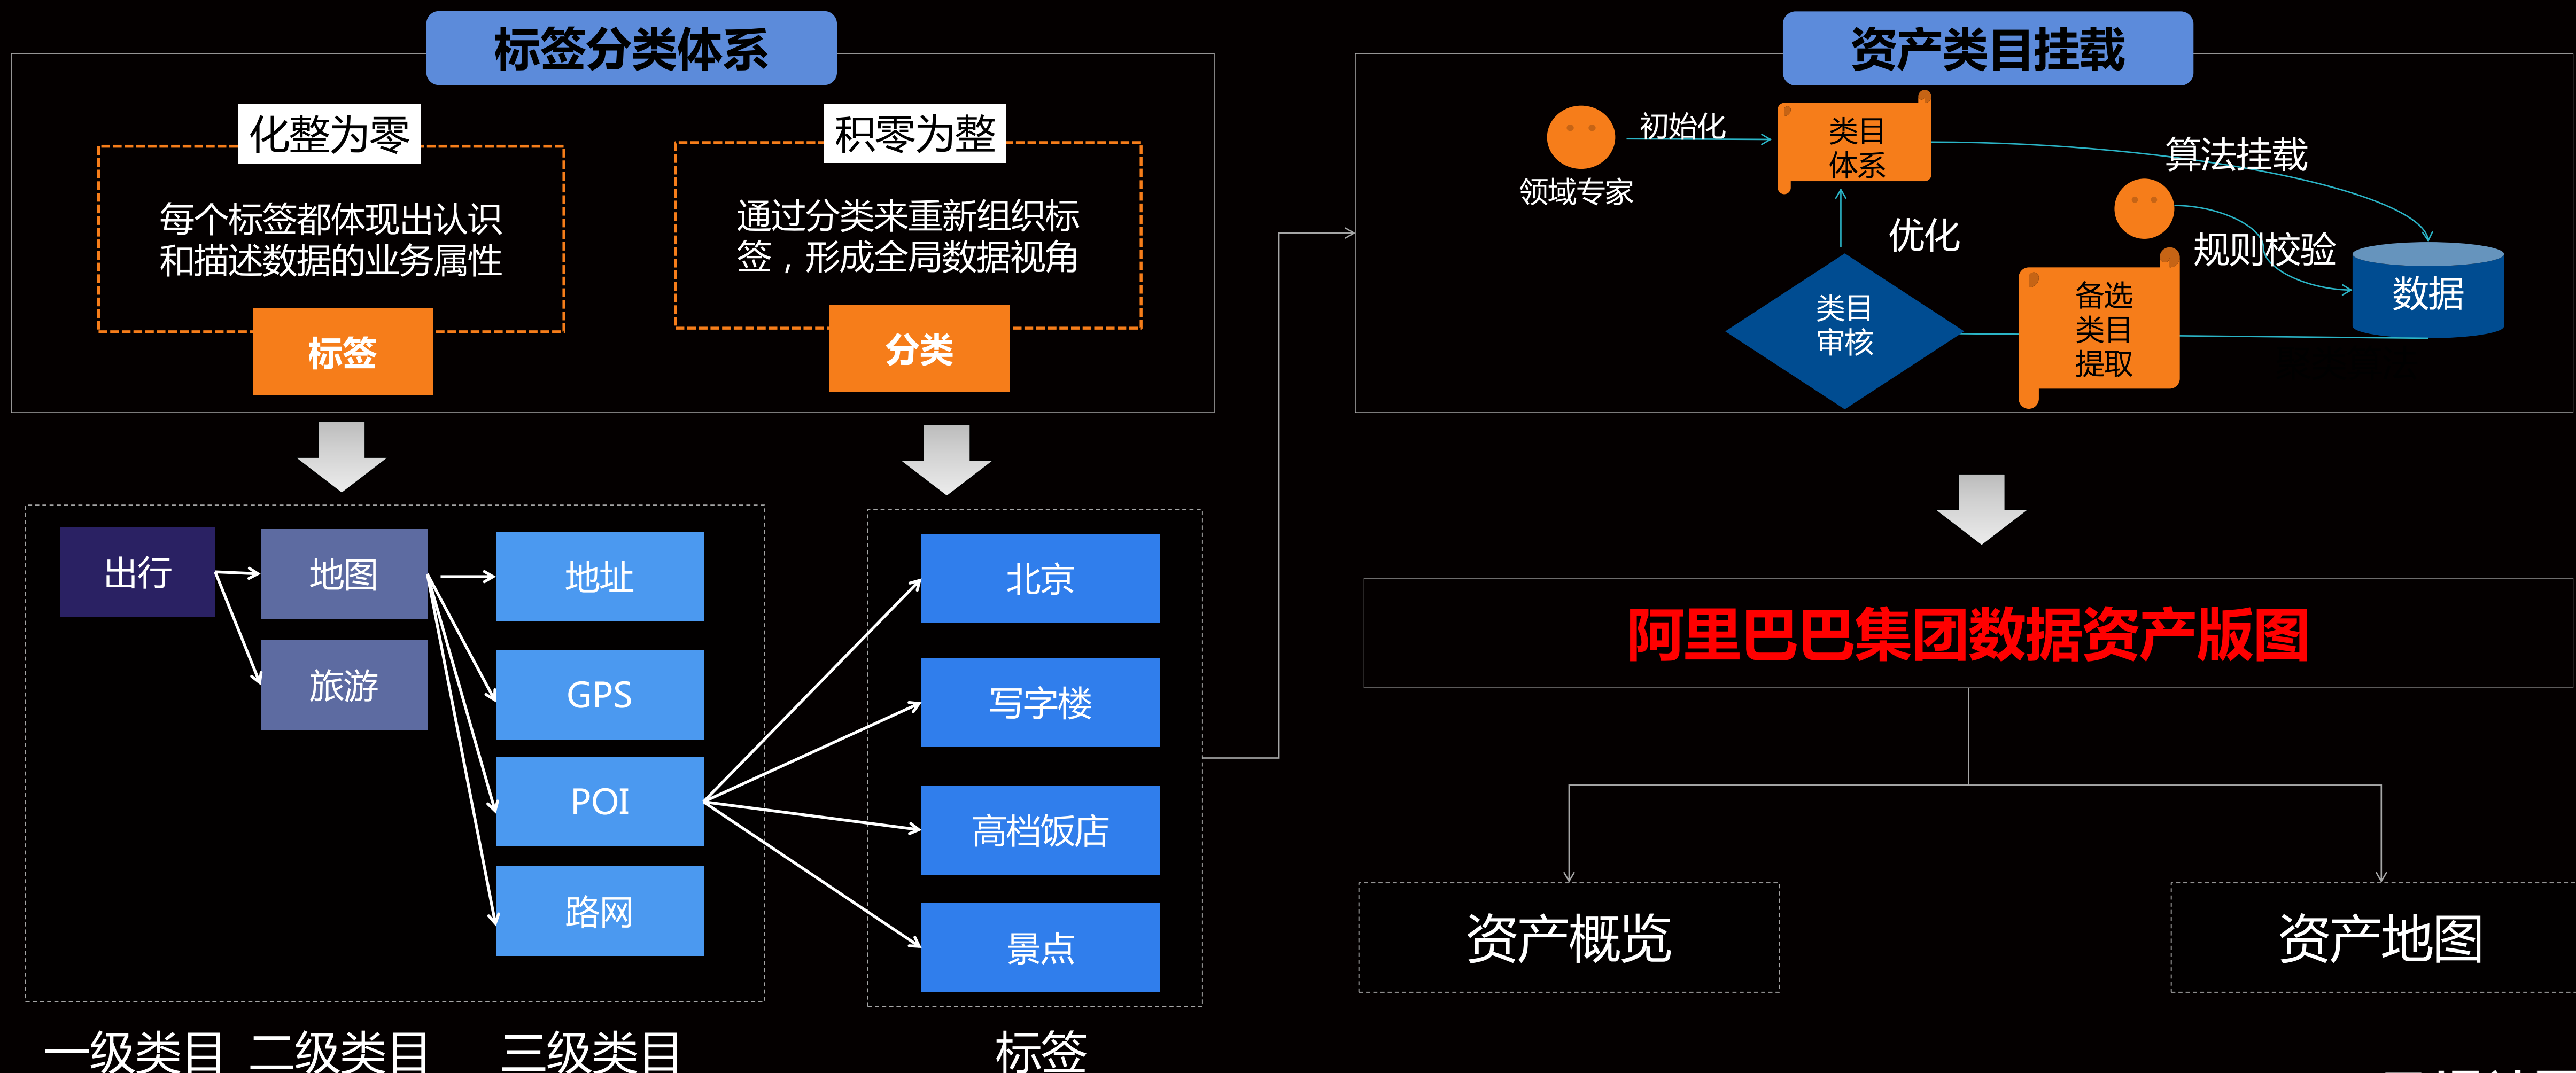 标签分类体系
化整为零
每个标签都体现出认识
和描述数据的业务属性
标签
积零为整
通过分类来重新组织标
签，形成全局数据视角
分类
出行
地图
旅游
地址
GPS
POI
路网
北京
写字楼
高档饭店
景点
一级类目
二级类目
三级类目
标签
资产类目挂载
领域专家
初始化
类目
体系
算法挂载
规则校验
优化
类目
审核
备选
类目
提取
数据
阿里巴巴集团数据资产版图
资产概览
资产地图